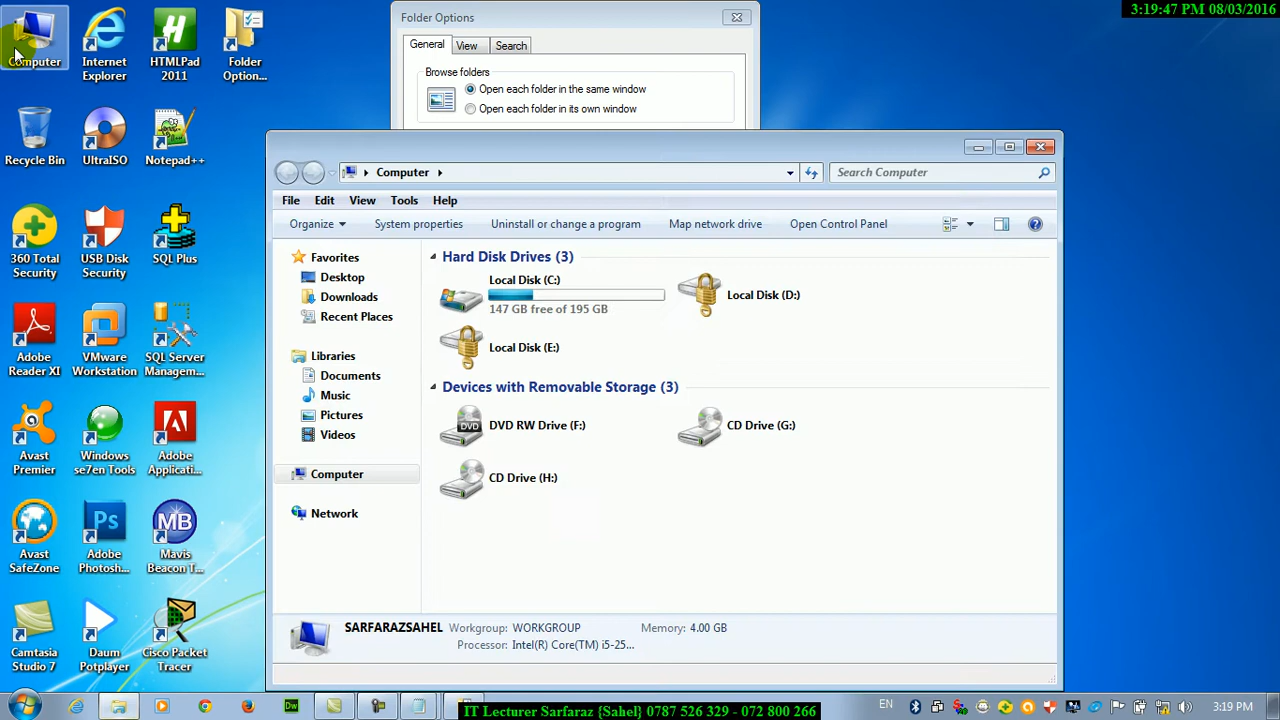 3:19:47 PM 08/03/2016
Computer
Internet
Explorer
HTMLPad
2011
Folder
Option...
Recycle Bin
UltraISO
Notepad++
360 Total
Security
USB Disk
Security
SQL Plus
Adobe
Reader XI
VMware
Workstation
SQL Server
Managem...
Avast
Premier
Windows
se7en Tools
Adobe
Applicati...
Avast
SafeZone
Adobe
Photosh...
Mavis
Beacon T...
Camtasia
Studio 7
Daum
Potplayer
Cisco Packet
Tracer
Folder Options
General View Search
Browse folders
Open each folder in the same window
Open each folder in its own window
Computer
Search Computer
File Edit View Tools Help
Organize System properties Uninstall or change a program Map network drive Open Control Panel
Favorites
Desktop
Downloads
Recent Places
Libraries
Documents
Music
Pictures
Videos
Computer
Network
Hard Disk Drives (3)
Local Disk (C:)
147 GB free of 195 GB
Local Disk (D:)
Local Disk (E:)
Devices with Removable Storage (3)
DVD RW Drive (F:)
CD Drive (G:)
CD Drive (H:)
SARFARAZSAHEL Workgroup: WORKGROUP Memory: 4.00 GB
Processor: Intel(R) Core(TM) i5-25...
EN
3:19 PM
IT Lecturer Sarfaraz {Sahel} 0787 526 329 - 072 800 266